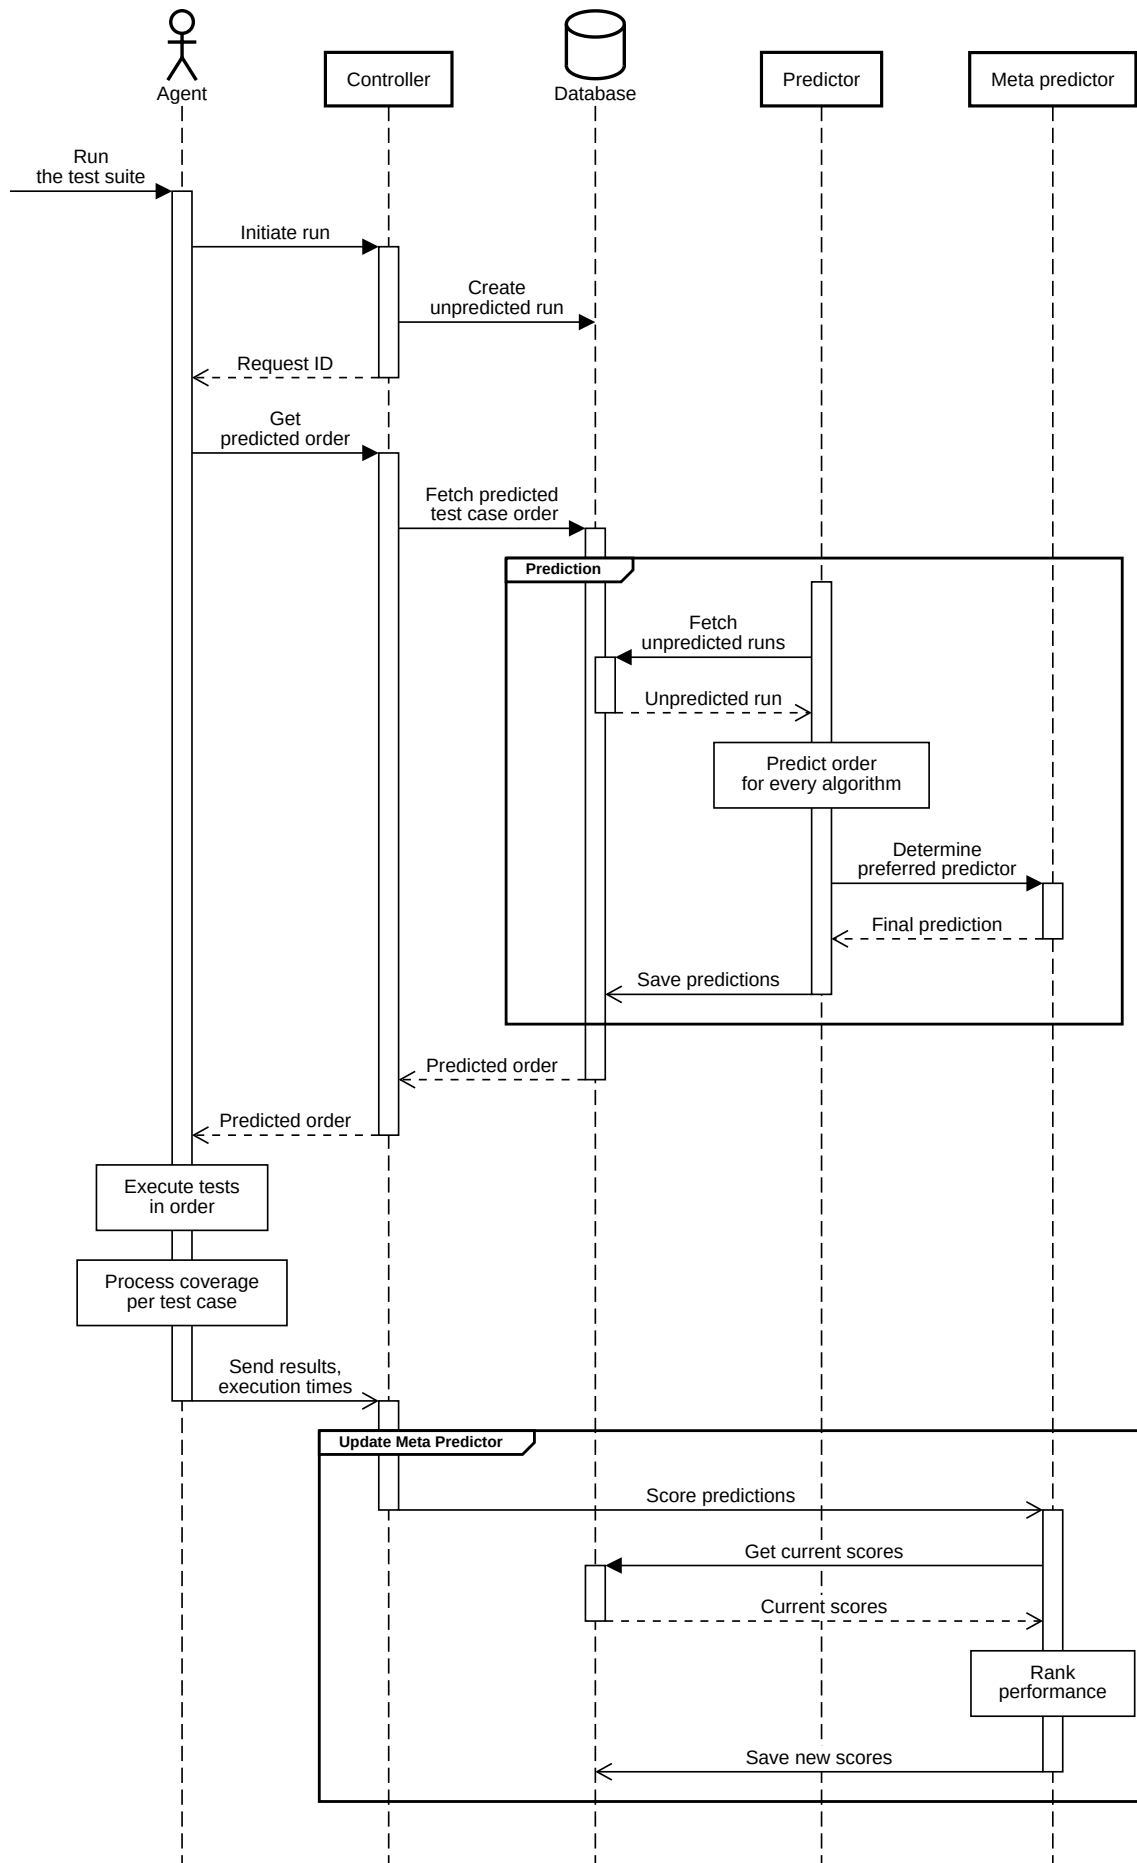 Agent
Controller
Database
Predictor
Meta predictor
Run
the test suite
Initiate run
Create
unpredicted run
Request ID
Get
predicted order
Fetch predicted
test case order
Prediction
Fetch
unpredicted runs
Unpredicted run
Predict order
for every algorithm
Determine
preferred predictor
Final prediction
Save predictions
Predicted order
Predicted order
Execute tests
in order
Process coverage
per test case
Send results,
execution times
Update Meta Predictor
Score predictions
Get current scores
Current scores
Rank
performance
Save new scores